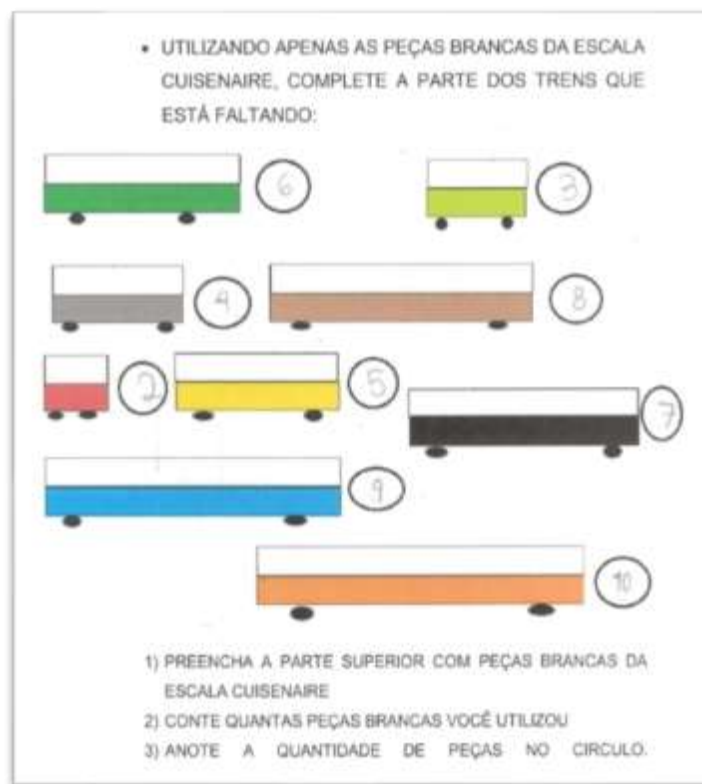 • UTILIZANDO APENAS AS PEÇAS BRANCAS DA ESCALA
CUISENAIRE, COMPLETE A PARTE DOS TRENS QUE
ESTÁ FALTANDO:
6
3
4
8
2
5
7
9
10
1) PREENCHA A PARTE SUPERIOR COM PEÇAS BRANCAS DA
ESCALA CUISENAIRE
2) CONTE QUANTAS PEÇAS BRANCAS VOCÊ UTILIZOU
3) ANOTE A QUANTIDADE DE PEÇAS NO CIRCULO.